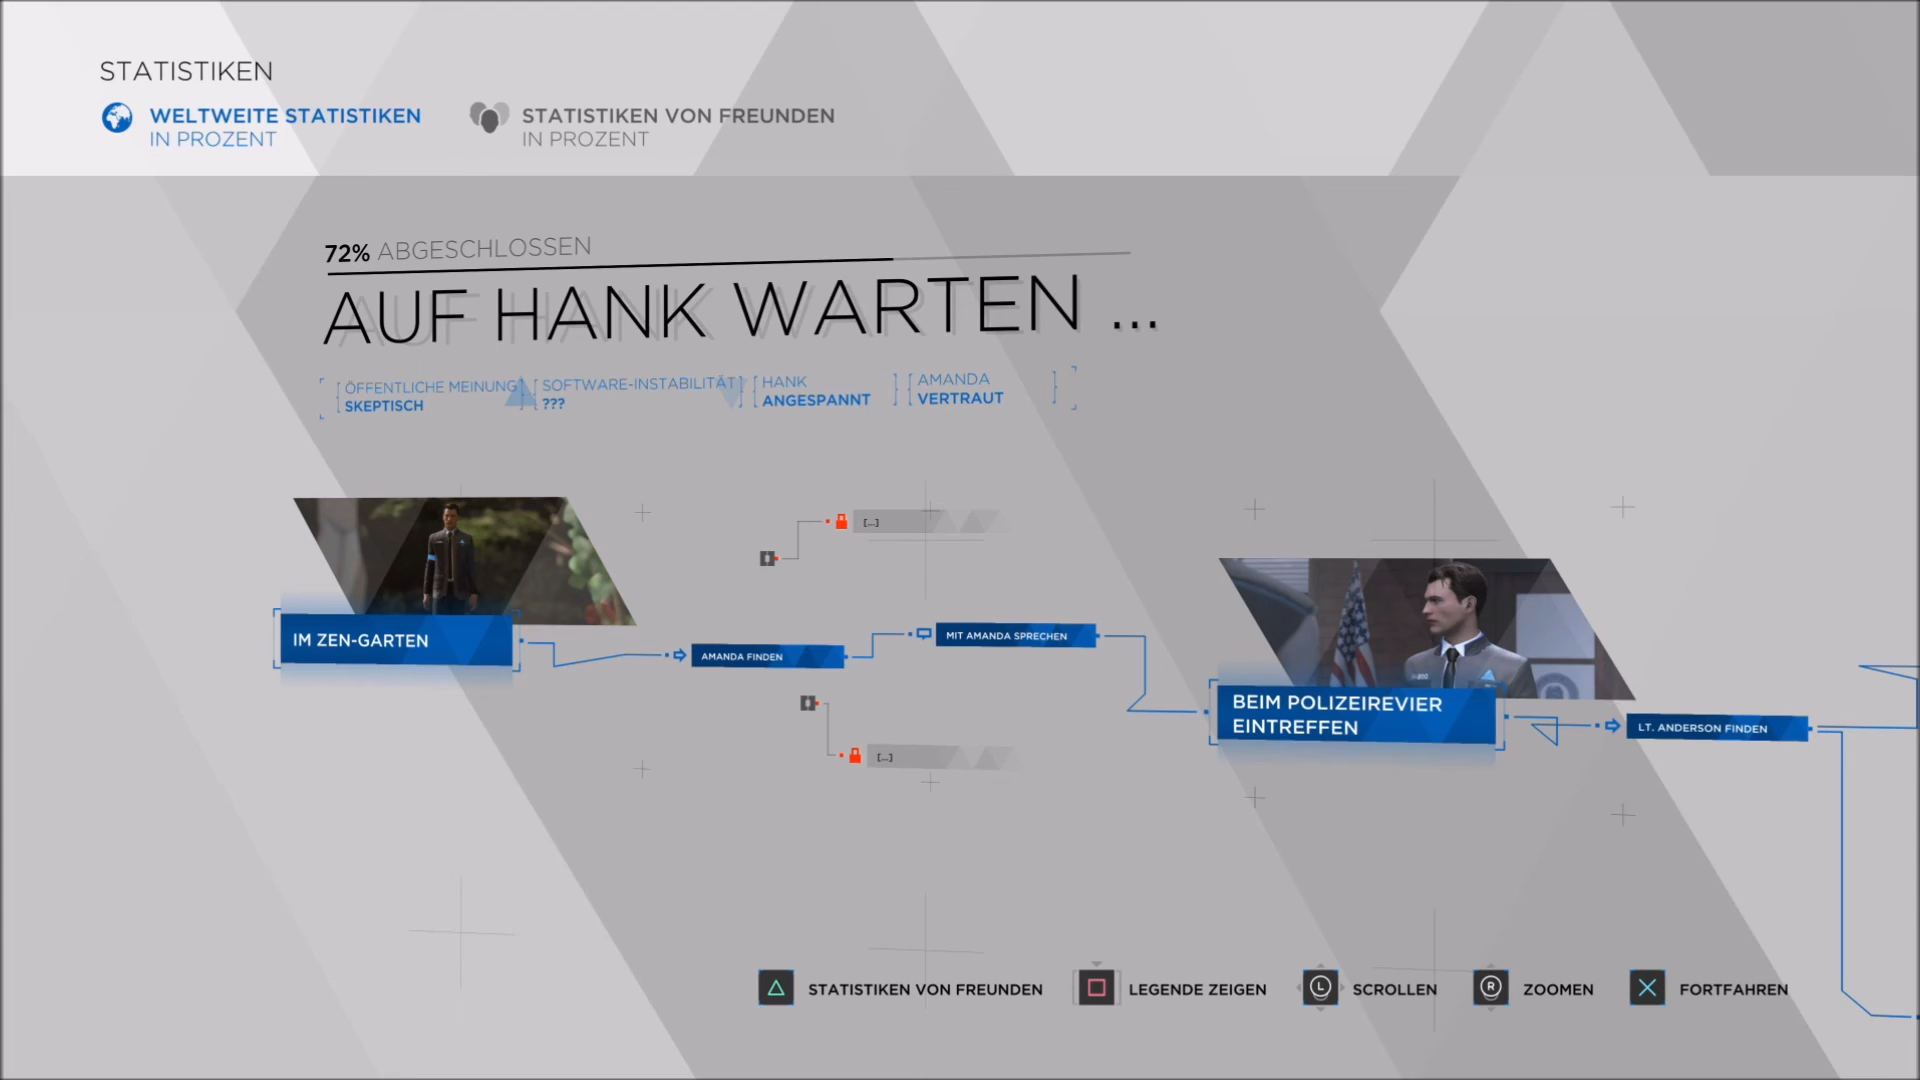 STATISTIKEN
WELTWEITE STATISTIKEN
IN PROZENT
STATISTIKEN VON FREUNDEN
IN PROZENT
72% ABGESCHLOSSEN
AUF HANK WARTEN ...
ÖFFENTLICHE MEINUNG
SKEPTISCH
SOFTWARE-INSTABILITÄT
???
HANK
ANGESPANNT
AMANDA
VERTRAUT
[...]
IM ZEN-GARTEN
AMANDA FINDEN
MIT AMANDA SPRECHEN
[...]
BEIM POLIZEIREVIER
EINTREFFEN
LT. ANDERSON FINDEN
STATISTIKEN VON FREUNDEN
LEGENDE ZEIGEN
L
SCROLLEN
R
ZOOMEN
FORTFAHREN